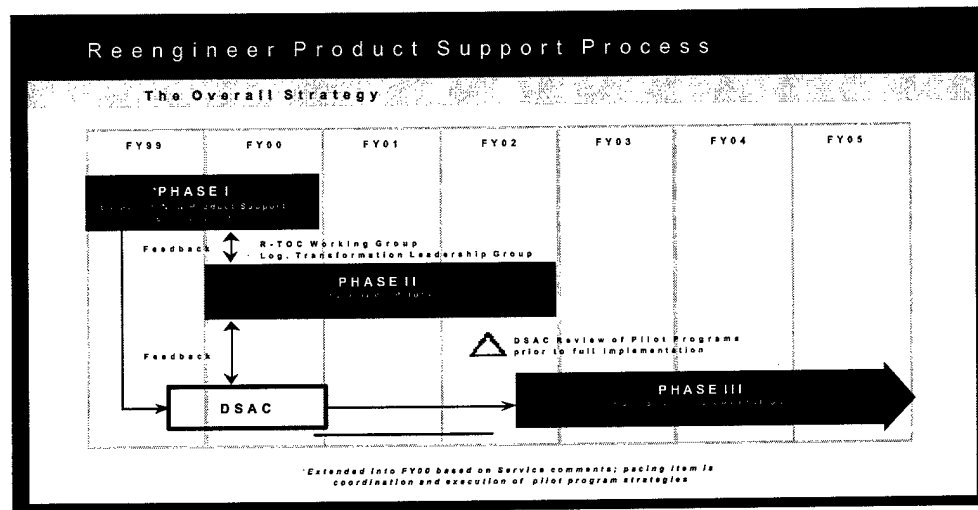 Reengineer Product Support Process
The Overall Strategy
FY99 FY00 FY01 FY02 FY03 FY04 FY05
*PHASE I
Product Support
Feedback
R-TOC Working Group
Log. Transformation Leadership Group
PHASE II
Feedback
DSAC Review of Pilot Programs
prior to full implementation
DSAC
PHASE III
*Extended into FY00 based on Service comments; pacing item is
coordination and execution of pilot program strategies